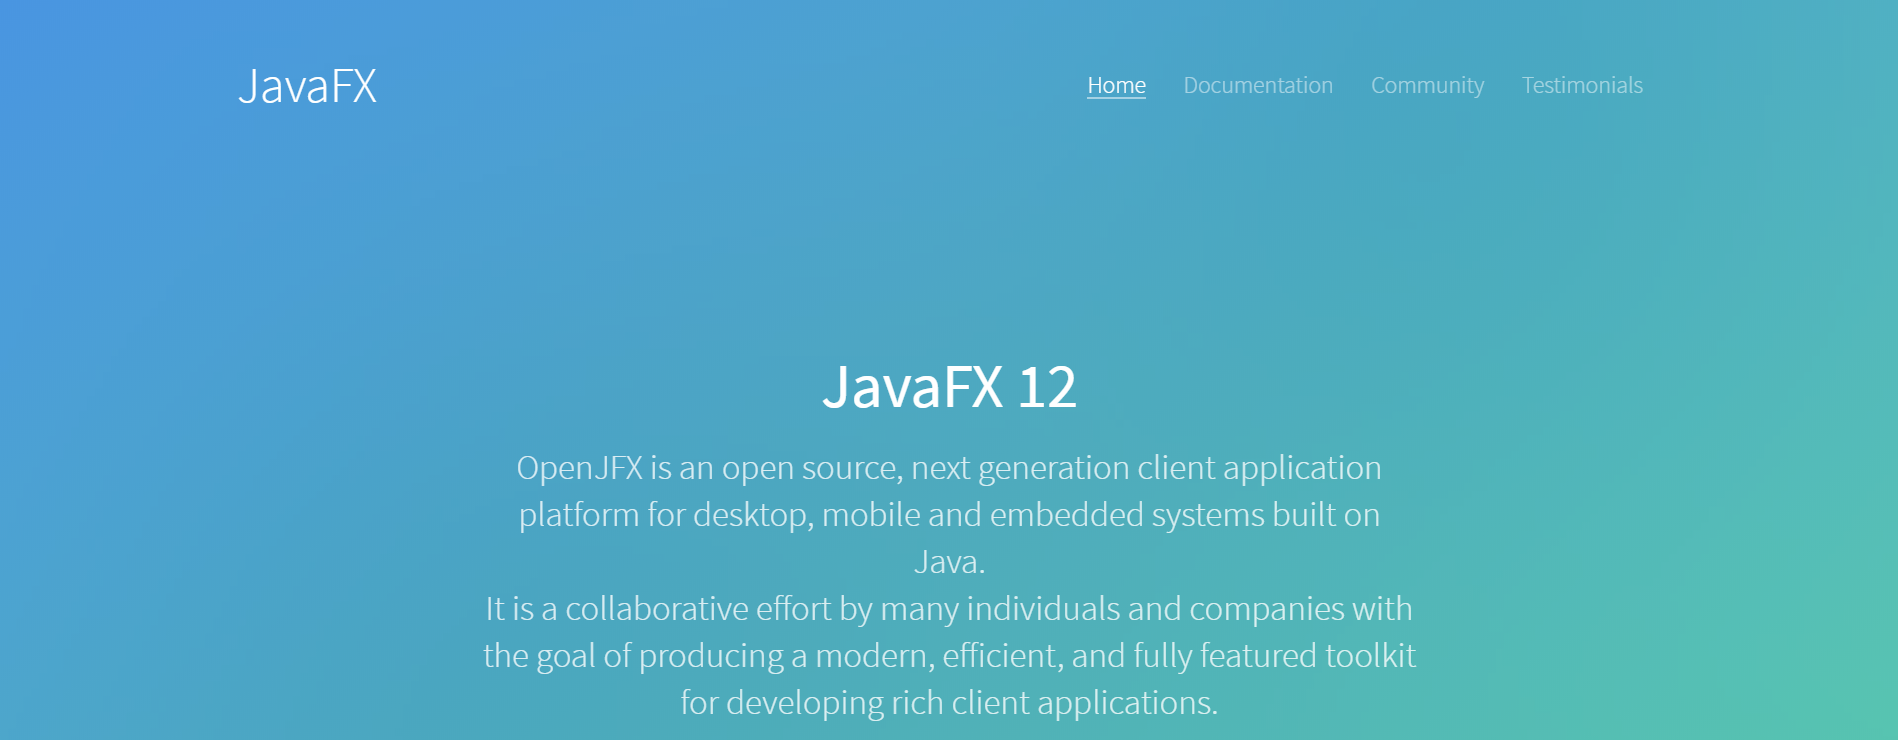 JavaFX
Home Documentation Community Testimonials
JavaFX 12
OpenJFX is an open source, next generation client application
platform for desktop, mobile and embedded systems built on
Java.
It is a collaborative effort by many individuals and companies with
the goal of producing a modern, efficient, and fully featured toolkit
for developing rich client applications.